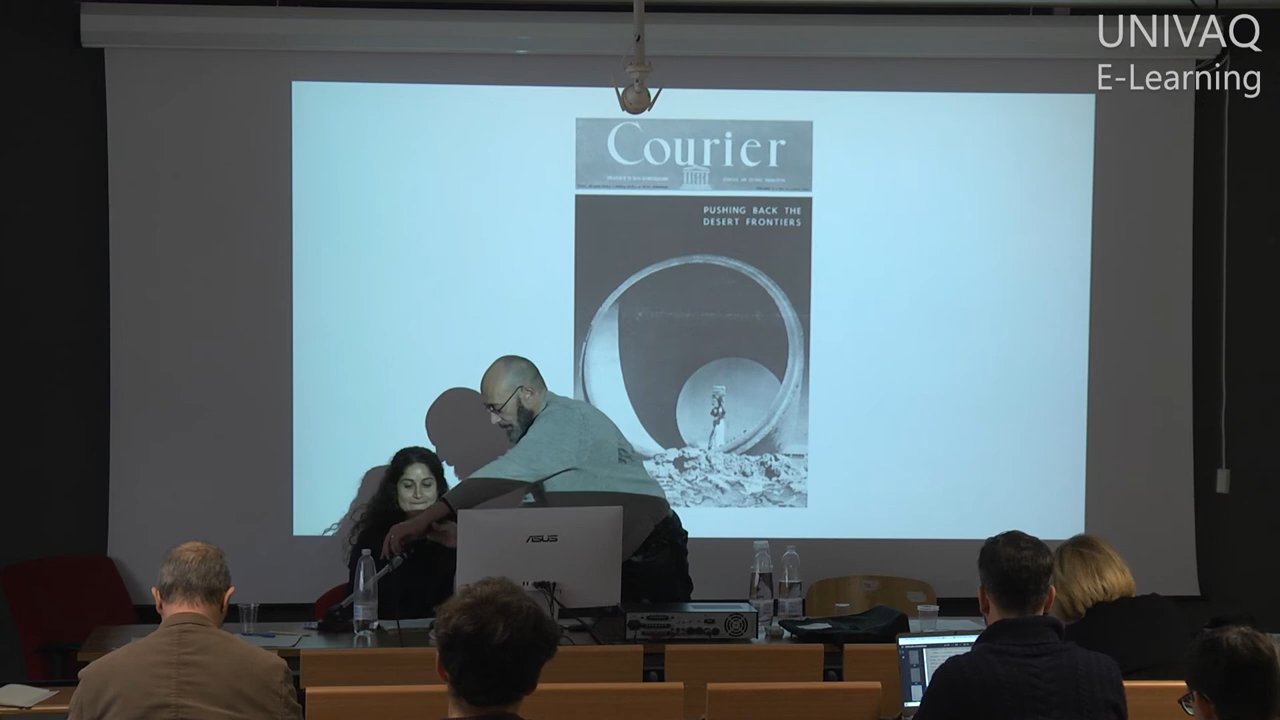 UNIVAQ
E-Learning
Courier
PUSHING BACK THE
DESERT FRONTIERS
ASUS